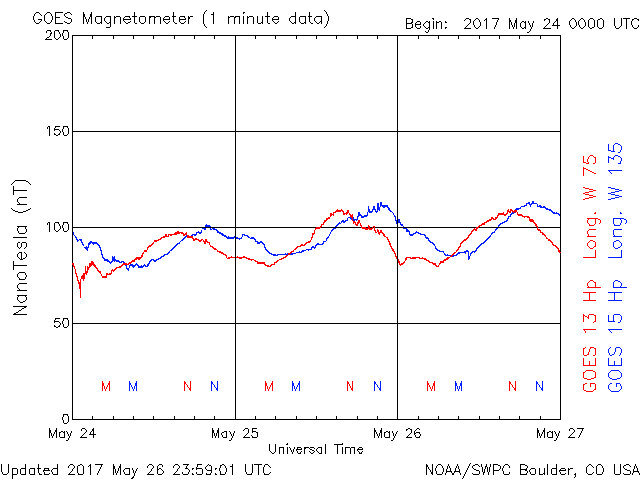 GOES Magnetometer (1 minute data)
Begin: 2017 May 24 0000 UTC
200
150
100
50
0
NanoTesla (nT)
M M N N M M N N M M N N
May 24 May 25 May 26 May 27
Universal Time
GOES 13 Hp Long. W 75
GOES 15 Hp Long. W 135
Updated 2017 May 26 23:59:01 UTC
NOAA/SWPC Boulder, CO USA